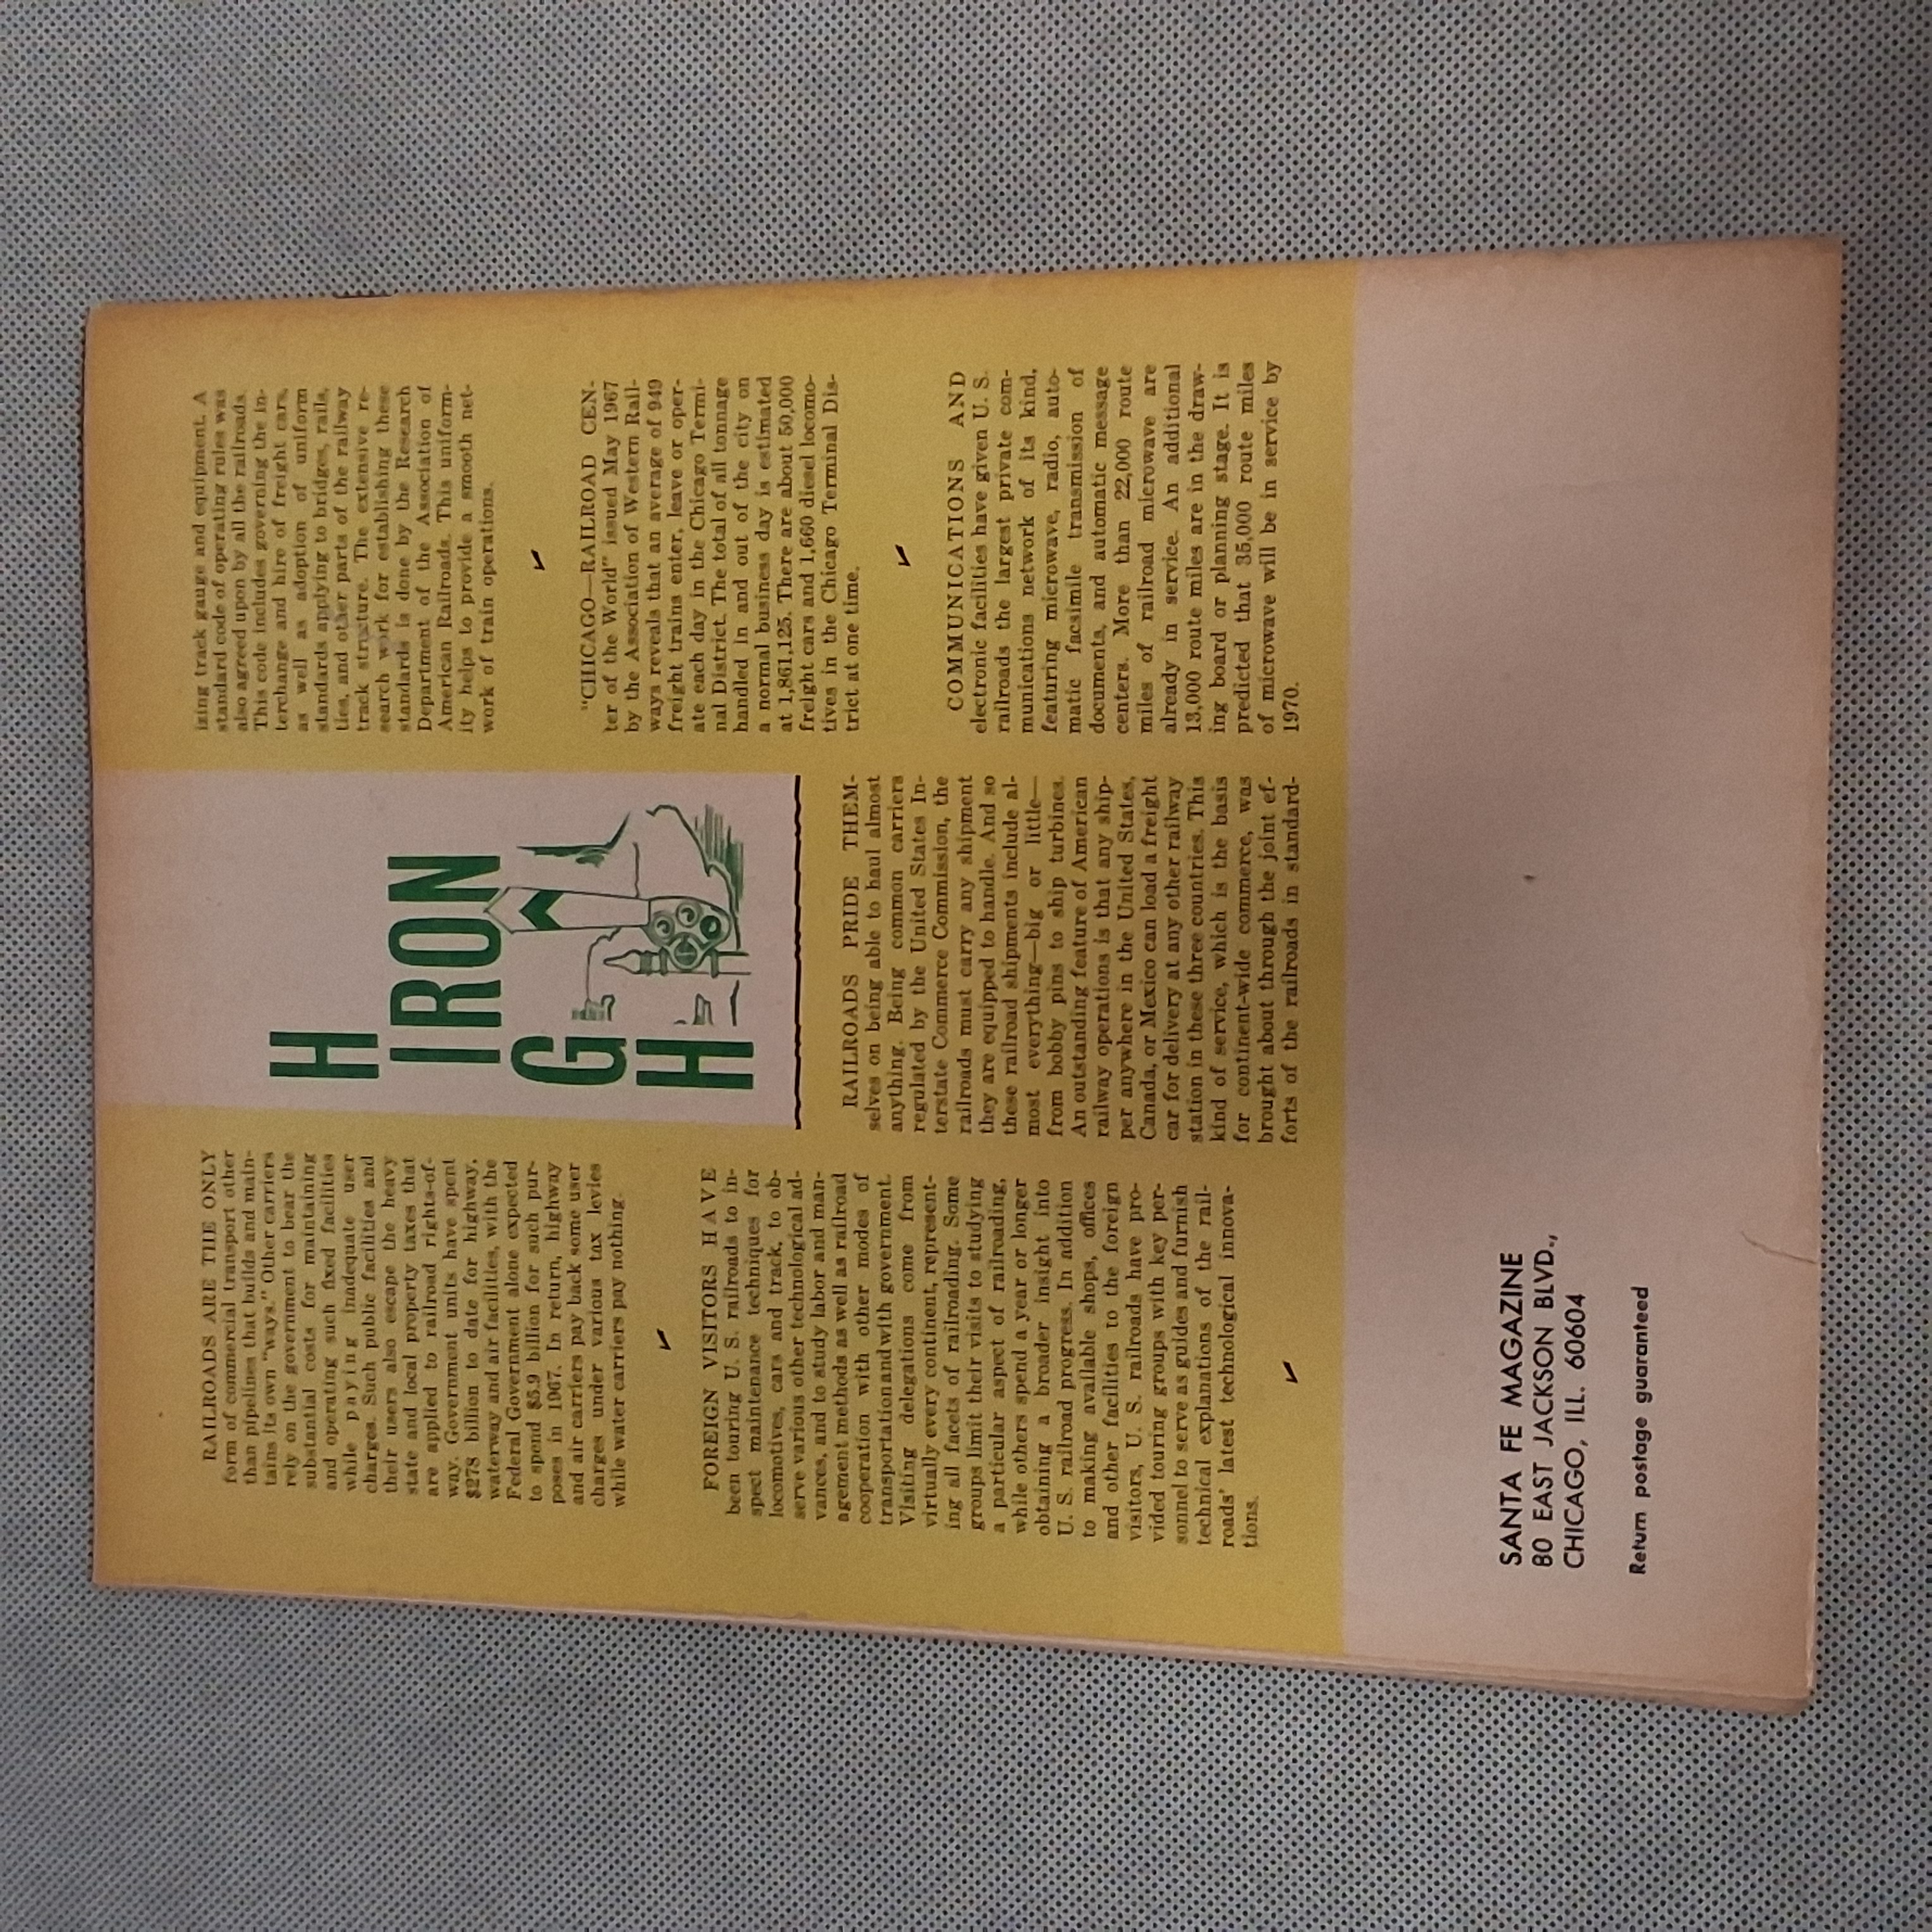 RAILROADS ARE THE ONLY
form of commercial transport other
than pipelines that builds and main-
tains its own "ways." Other carriers
rely on the government to bear the
substantial costs for maintaining
and operating such fixed facilities
while paying inadequate user
charges. Such public facilities and
their users also escape the heavy
state and local property taxes that
are applied to railroad rights-of-
way. Government units have spent
$278 billion to date for highway,
waterway and air facilities, with the
Federal Government alone expected
to spend $5.9 billion for such pur-
poses in 1967. In return, highway
and air carriers pay back some user
charges under various tax levies
while water carriers pay nothing.
FOREIGN VISITORS HAVE
been touring U. S. railroads to in-
spect maintenance techniques for
locomotives, cars and track, to ob-
serve various other technological ad-
vances, and to study labor and man-
agement methods as well as railroad
cooperation with other modes of
transportation and with government.
Visiting delegations come from
virtually every continent, represent-
ing all facets of railroading. Some
groups limit their visits to studying
a particular aspect of railroading,
while others spend a year or longer
obtaining a broader insight into
U. S. railroad progress. In addition
to making available shops, offices
and other facilities to the foreign
visitors, U. S. railroads have pro-
vided touring groups with key per-
sonnel to serve as guides and furnish
technical explanations of the rail-
roads' latest technological innova-
tions.
H
IRON
G
H
RAILROADS PRIDE THEM-
selves on being able to haul almost
anything. Being common carriers
regulated by the United States In-
terstate Commerce Commission, the
railroads must carry any shipment
they are equipped to handle. And so
these railroad shipments include al-
most everything—big or little—
from bobby pins to ship turbines.
An outstanding feature of American
railway operations is that any ship-
per anywhere in the United States,
Canada, or Mexico can load a freight
car for delivery at any other railway
station in these three countries. This
kind of service, which is the basis
for continent-wide commerce, was
brought about through the joint ef-
forts of the railroads in standard-
izing track gauge and equipment. A
standard code of operating rules was
also agreed upon by all the railroads.
This code includes governing the in-
terchange and hire of freight cars,
as well as adoption of uniform
standards applying to bridges, rails,
ties, and other parts of the railway
track structure. The extensive re-
search work for establishing these
standards is done by the Research
Department of the Association of
American Railroads. This uniform-
ity helps to provide a smooth net-
work of train operations.
"CHICAGO—RAILROAD CEN-
ter of the World" issued May 1967
by the Association of Western Rail-
ways reveals that an average of 949
freight trains enter, leave or oper-
ate each day in the Chicago Termi-
nal District. The total of all tonnage
handled in and out of the city on
a normal business day is estimated
at 1,861,125. There are about 50,000
freight cars and 1,660 diesel locomo-
tives in the Chicago Terminal Dis-
trict at one time.
COMMUNICATIONS AND
electronic facilities have given U. S.
railroads the largest private com-
munications network of its kind,
featuring microwave, radio, auto-
matic facsimile transmission of
documents, and automatic message
centers. More than 22,000 route
miles of railroad microwave are
already in service. An additional
13,000 route miles are in the draw-
ing board or planning stage. It is
predicted that 35,000 route miles
of microwave will be in service by
1970.
SANTA FE MAGAZINE
80 EAST JACKSON BLVD.,
CHICAGO, ILL. 60604
Return postage guaranteed